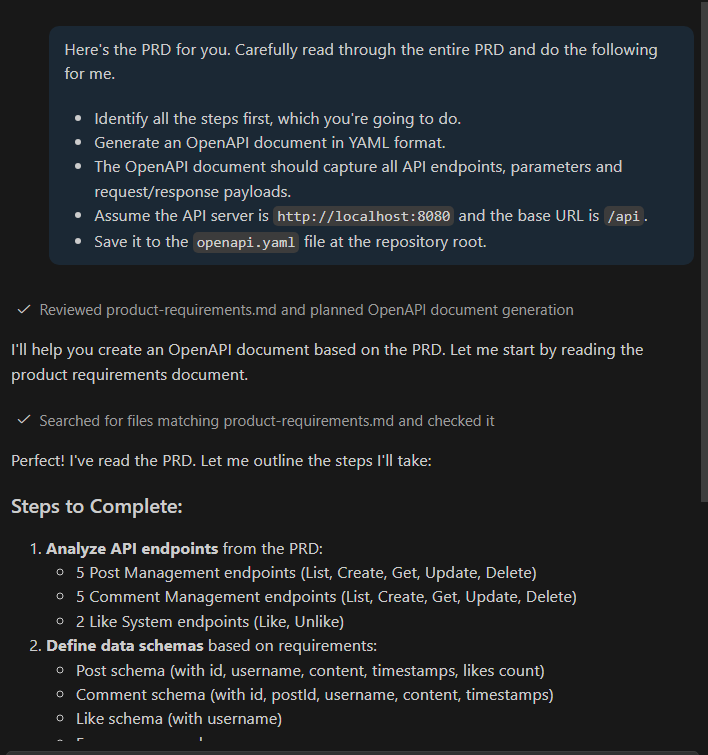 Here's the PRD for you. Carefully read through the entire PRD and do the following
for me.
• Identify all the steps first, which you're going to do.
• Generate an OpenAPI document in YAML format.
• The OpenAPI document should capture all API endpoints, parameters and
request/response payloads.
• Assume the API server is http://localhost:8080 and the base URL is /api.
• Save it to the openapi.yaml file at the repository root.
Reviewed product-requirements.md and planned OpenAPI document generation
I'll help you create an OpenAPI document based on the PRD. Let me start by reading the
product requirements document.
Searched for files matching product-requirements.md and checked it
Perfect! I've read the PRD. Let me outline the steps I'll take:
Steps to Complete:
1. Analyze API endpoints from the PRD:
○ 5 Post Management endpoints (List, Create, Get, Update, Delete)
○ 5 Comment Management endpoints (List, Create, Get, Update, Delete)
○ 2 Like System endpoints (Like, Unlike)
2. Define data schemas based on requirements:
○ Post schema (with id, username, content, timestamps, likes count)
○ Comment schema (with id, postId, username, content, timestamps)
○ Like schema (with username)